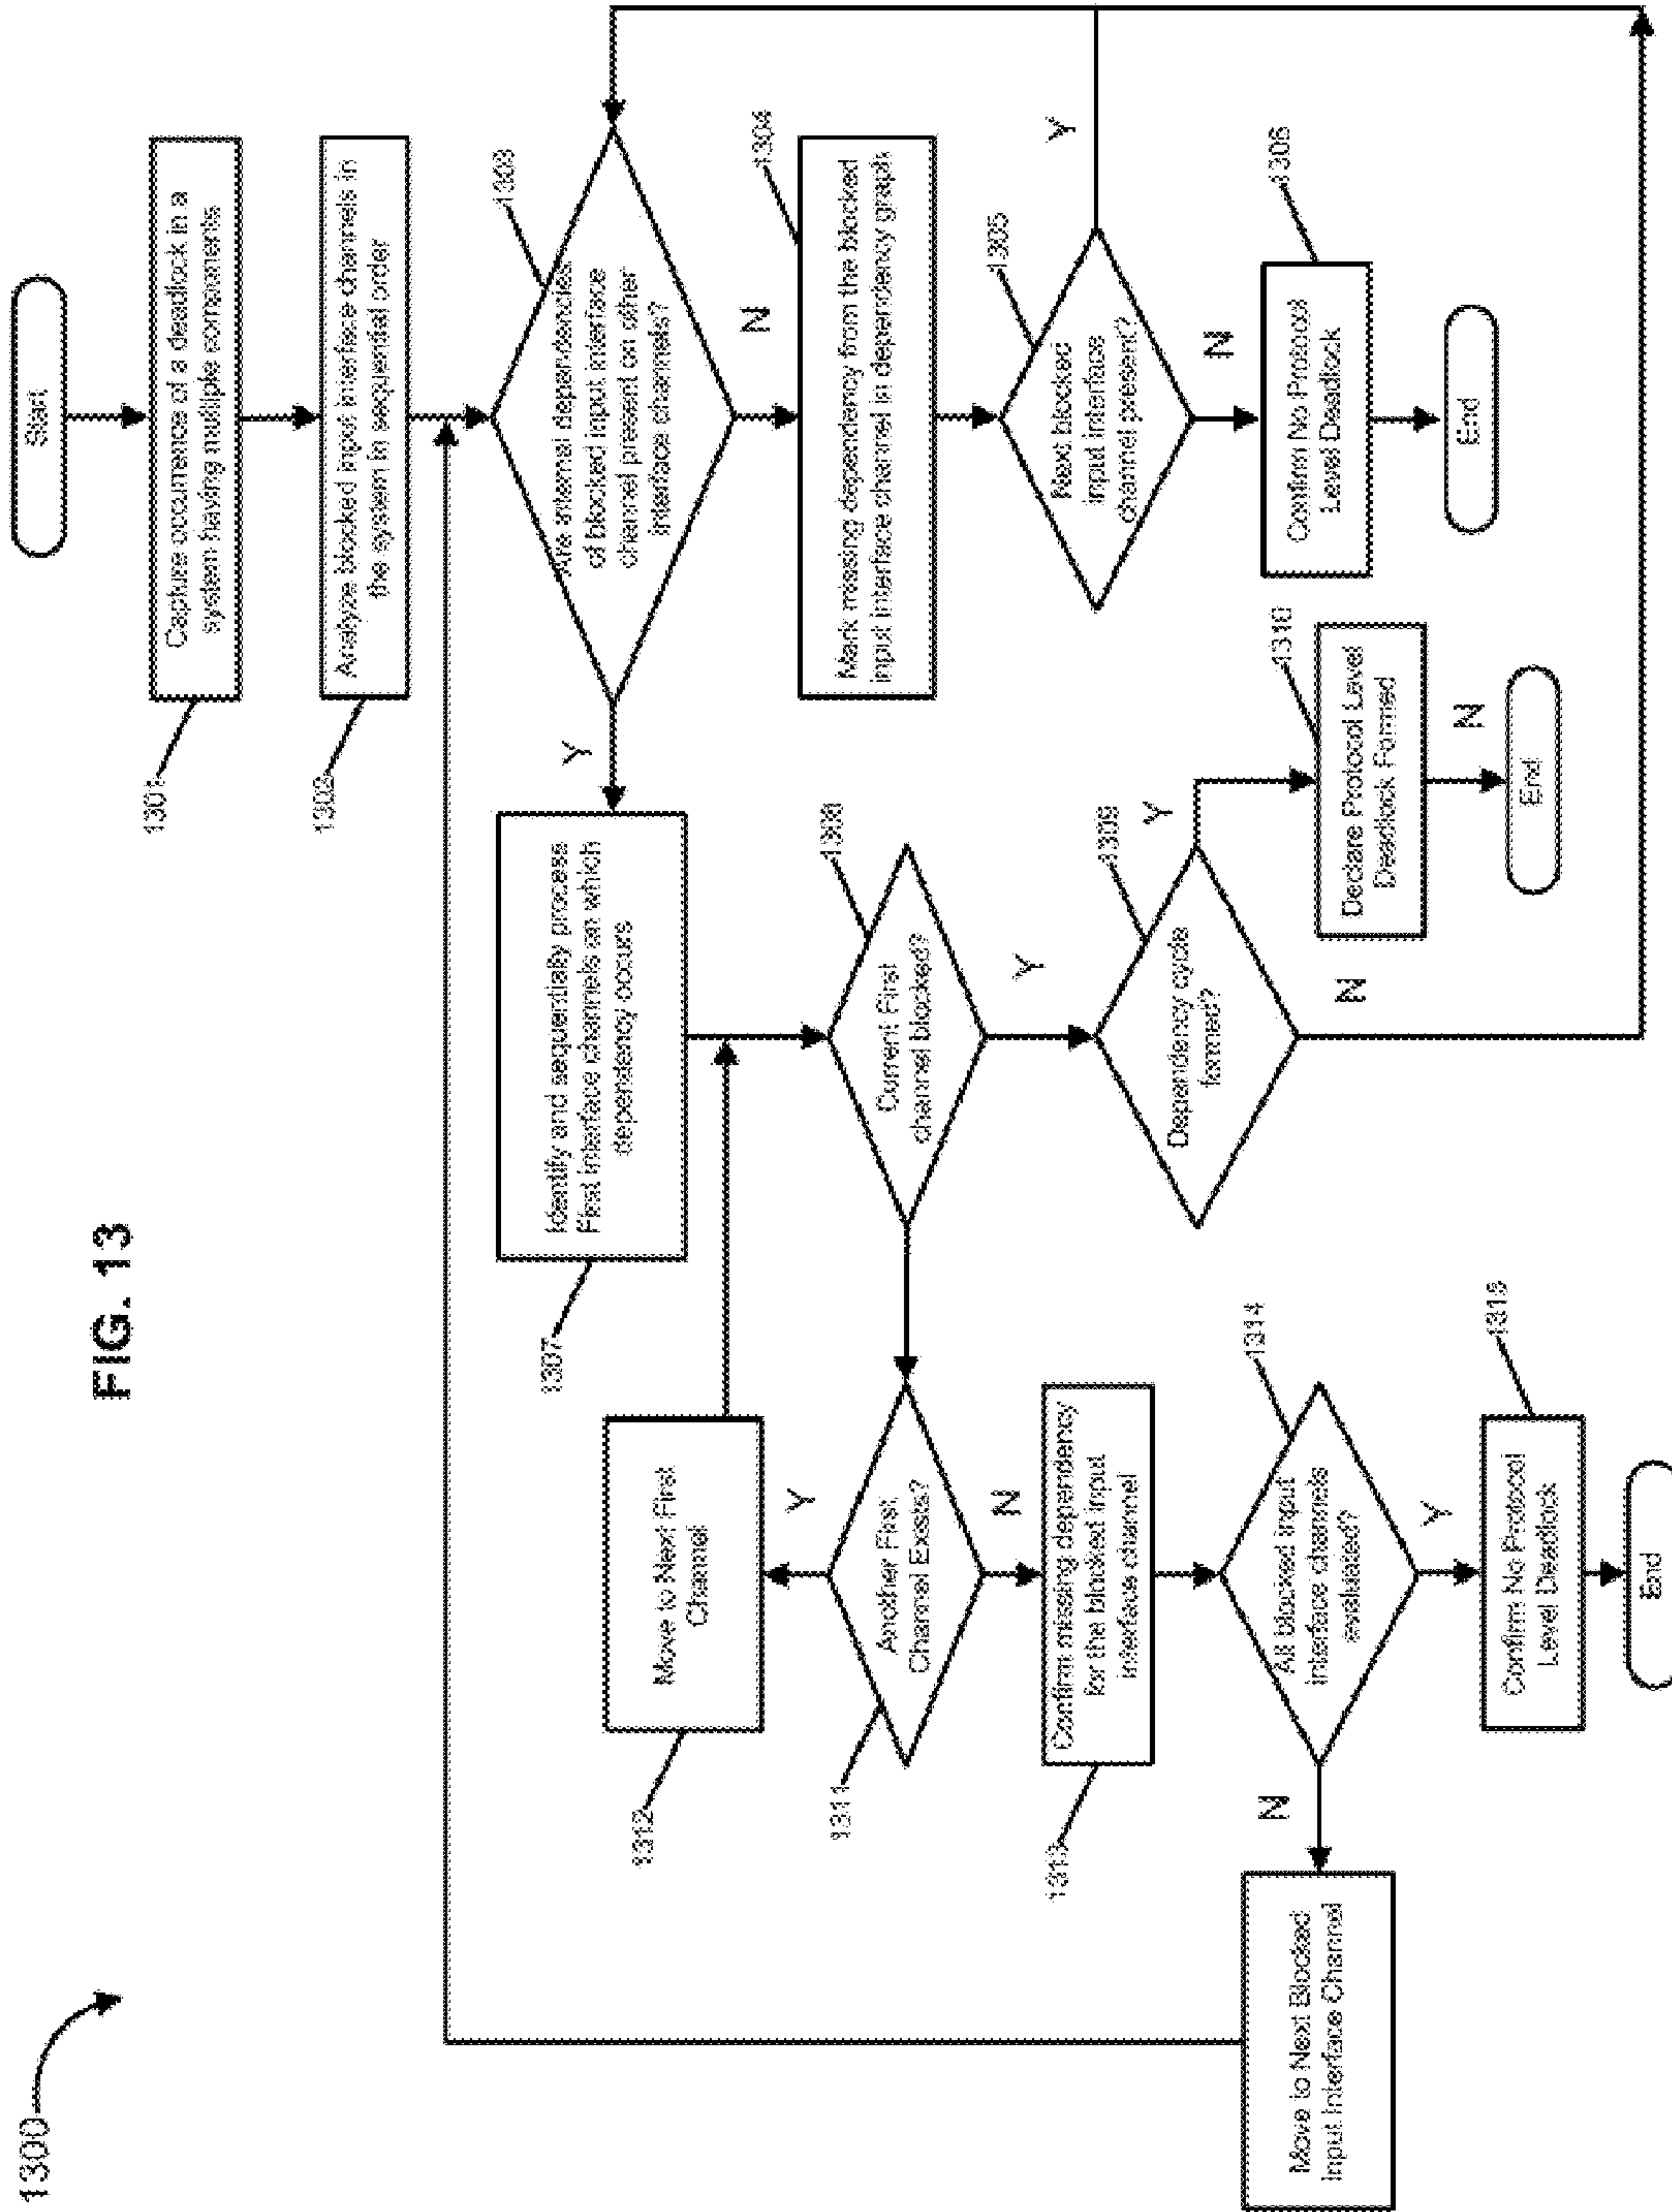 1300
FIG. 13
Start
1301
Capture occurrence of a deadlock in a
system having multiple components
1302
Analyze blocked input interface channels in
the system in sequential order
1303
Are internal dependencies
of blocked input interface
channel present on other
interface channels?
Y
N
1304
Mark missing dependency from the blocked
input interface channel in dependency graph
1305
Next blocked
input interface
channel present?
Y
N
1306
Confirm No Protocol
Level Deadlock
End
1307
Identify and sequentially process
First interface channels on which
dependency occurs
1308
Current First
channel blocked?
Y
1309
Dependency cycle
formed?
Y
N
1310
Declare Protocol Level
Deadlock Formed
N
End
1311
Another First
Channel Exists?
Y
N
1312
Move to Next First
Channel
1313
Confirm missing dependency
for the blocked input
interface channel
1314
All blocked input
interface channels
evaluated?
N
Y
Move to Next Blocked
Input Interface Channel
1315
Confirm No Protocol
Level Deadlock
End